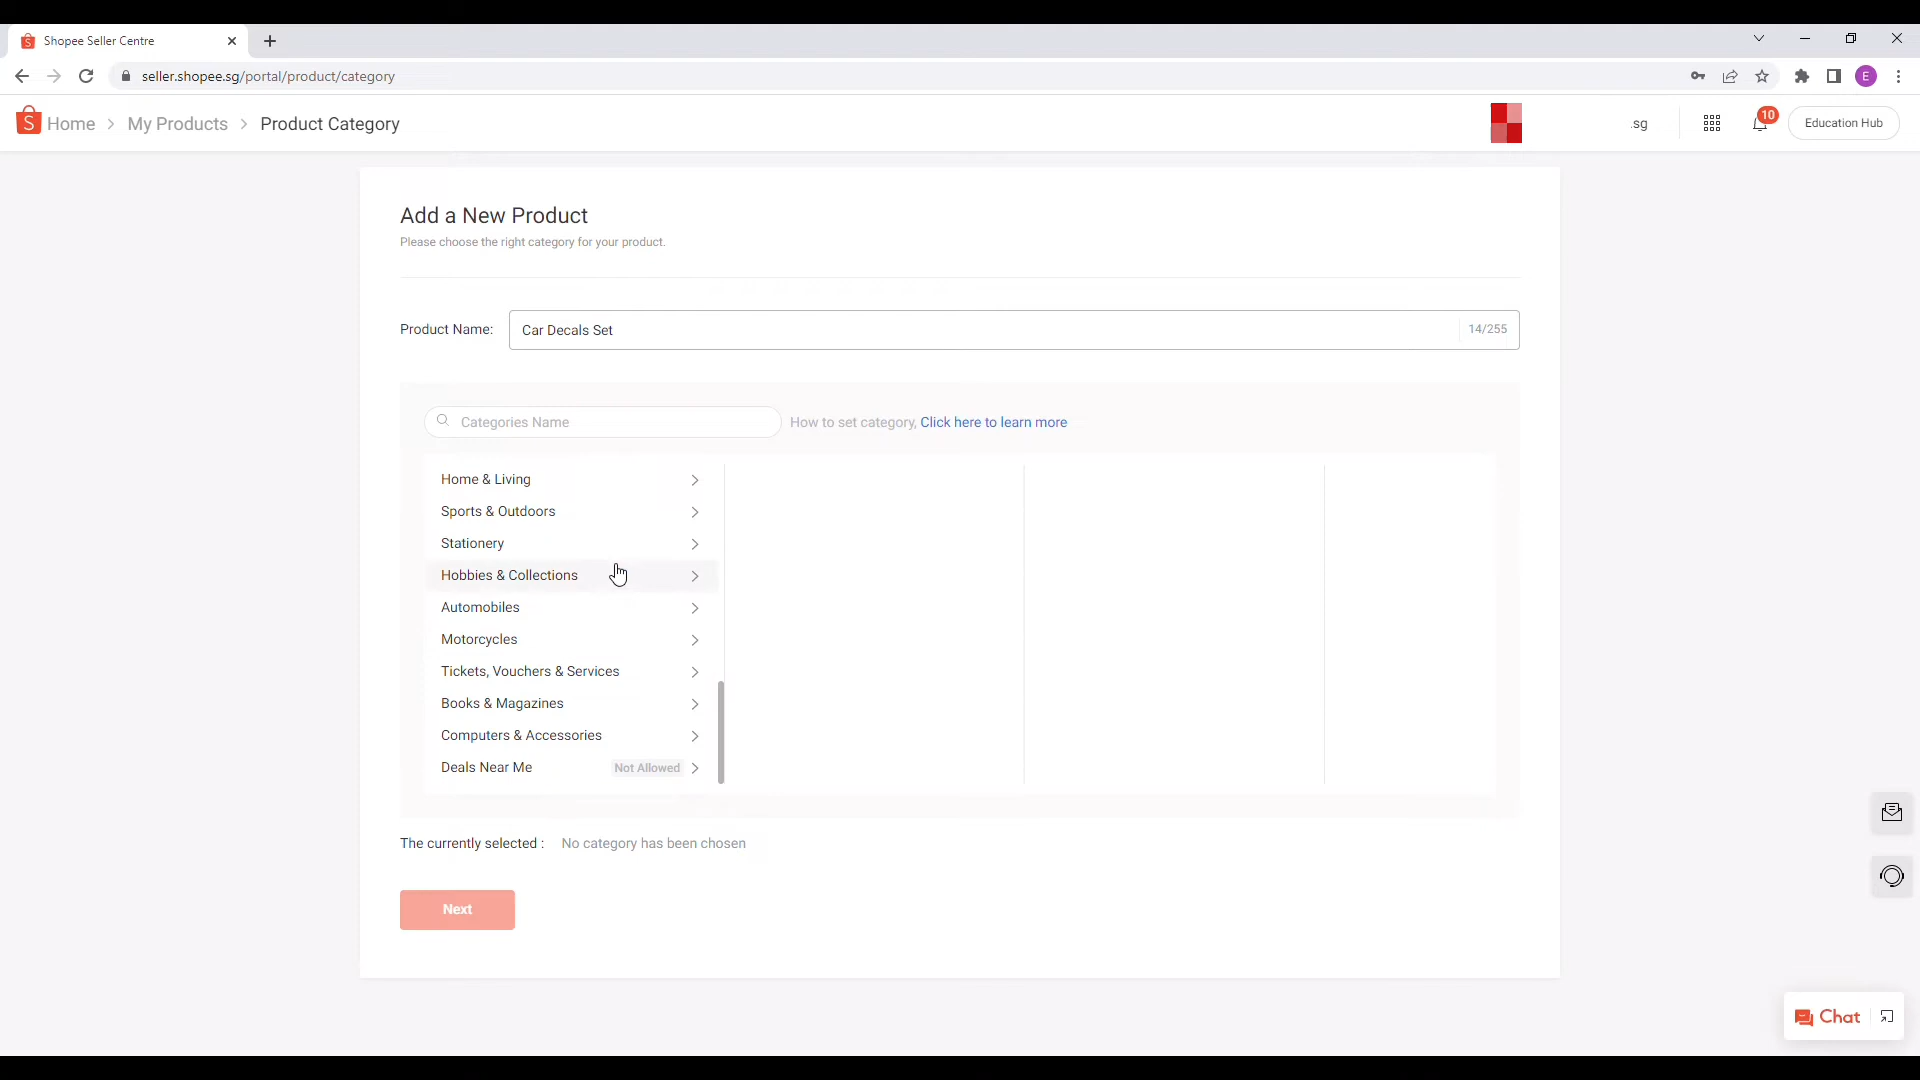 Shopee Seller Centre
seller.shopee.sg/portal/product/category
E
Home > My Products > Product Category
.sg
10
Education Hub
Add a New Product
Please choose the right category for your product.
Product Name:
Car Decals Set
14/255
Categories Name
How to set category, Click here to learn more
Home & Living
Sports & Outdoors
Stationery
Hobbies & Collections
Automobiles
Motorcycles
Tickets, Vouchers & Services
Books & Magazines
Computers & Accessories
Deals Near Me Not Allowed
The currently selected : No category has been chosen
Next
Chat